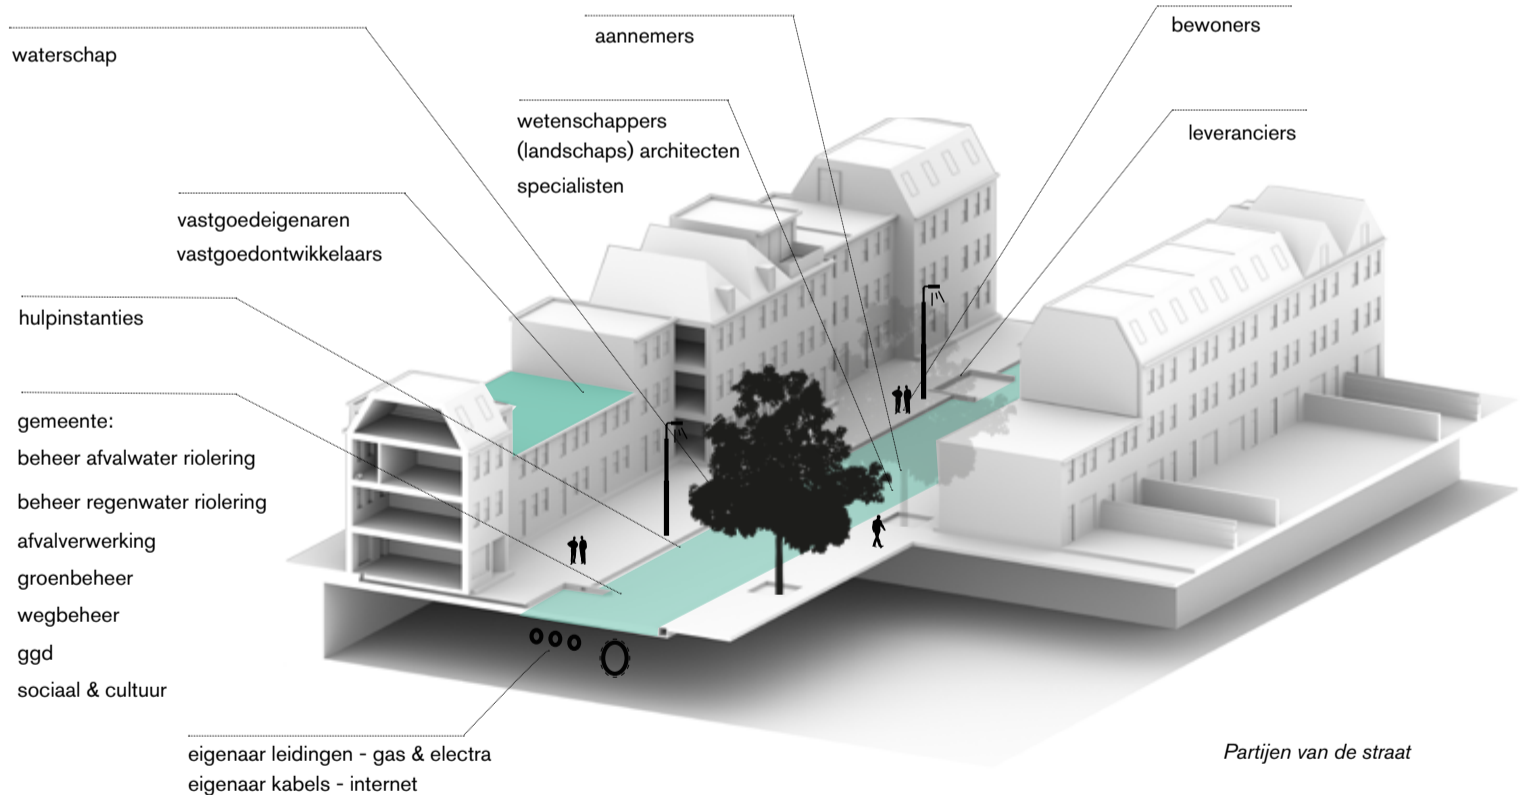 waterschap
aannemers
bewoners
wetenschappers
(landschaps) architecten
specialisten
leveranciers
vastgoedeigenaren
vastgoedontwikkelaars
hulpinstanties
gemeente:
beheer afvalwater riolering
beheer regenwater riolering
afvalverwerking
groenbeheer
wegbeheer
ggd
sociaal & cultuur
eigenaar leidingen - gas & electra
eigenaar kabels - internet
Partijen van de straat